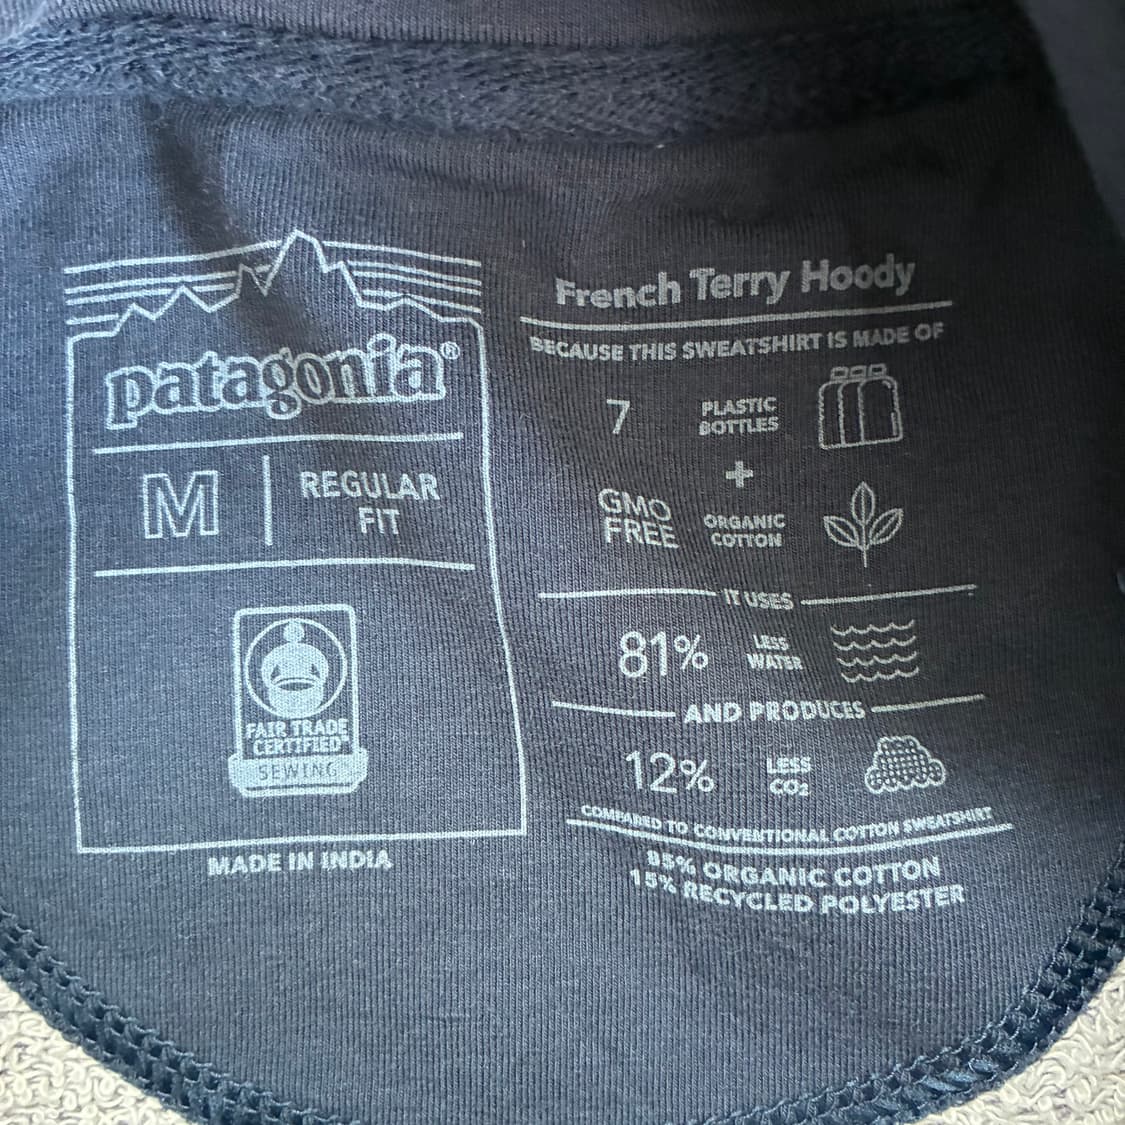 patagonia®
M
REGULAR
FIT
FAIR TRADE
CERTIFIED™
SEWING
MADE IN INDIA
French Terry Hoody
BECAUSE THIS SWEATSHIRT IS MADE OF
7 PLASTIC
BOTTLES
+
GMO
FREE
ORGANIC
COTTON
IT USES
81% LESS
WATER
AND PRODUCES
12% LESS
CO2
COMPARED TO CONVENTIONAL COTTON SWEATSHIRT
85% ORGANIC COTTON
15% RECYCLED POLYESTER